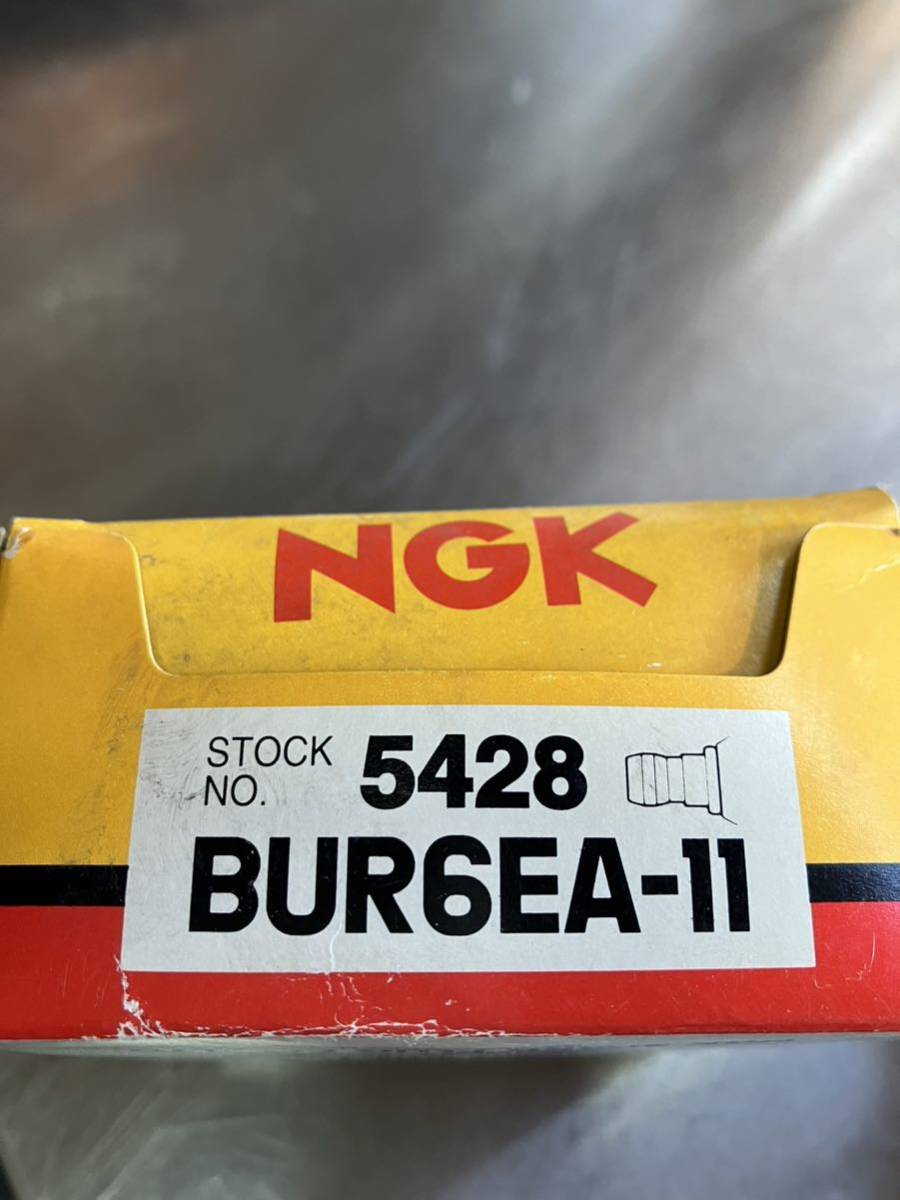 NGK
STOCK
NO. 5428
BUR6EA-11